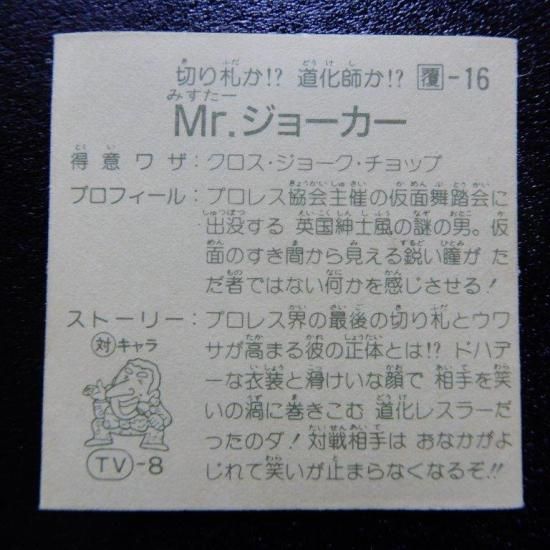 切り札か!? 道化師か!? 覆-16
Mr.ジョーカー
得意ワザ:クロス・ジョーク・チョップ
プロフィール:プロレス協会主催の仮面舞踏会に
出没する 英国紳士風の謎の男。仮
面のすき間から見える鋭い瞳が た
だ者ではない何かを感じさせる!
ストーリー:プロレス界の最後の切り札とウワ
サが高まる彼の正体とは!? ドハデ
ーな衣装と滑けいな顔で 相手を笑
いの渦に巻きこむ 道化レスラーだ
ったのダ! 対戦相手は おなかがよ
じれて笑いが止まらなくなるぞ!!
対キャラ
TV-8